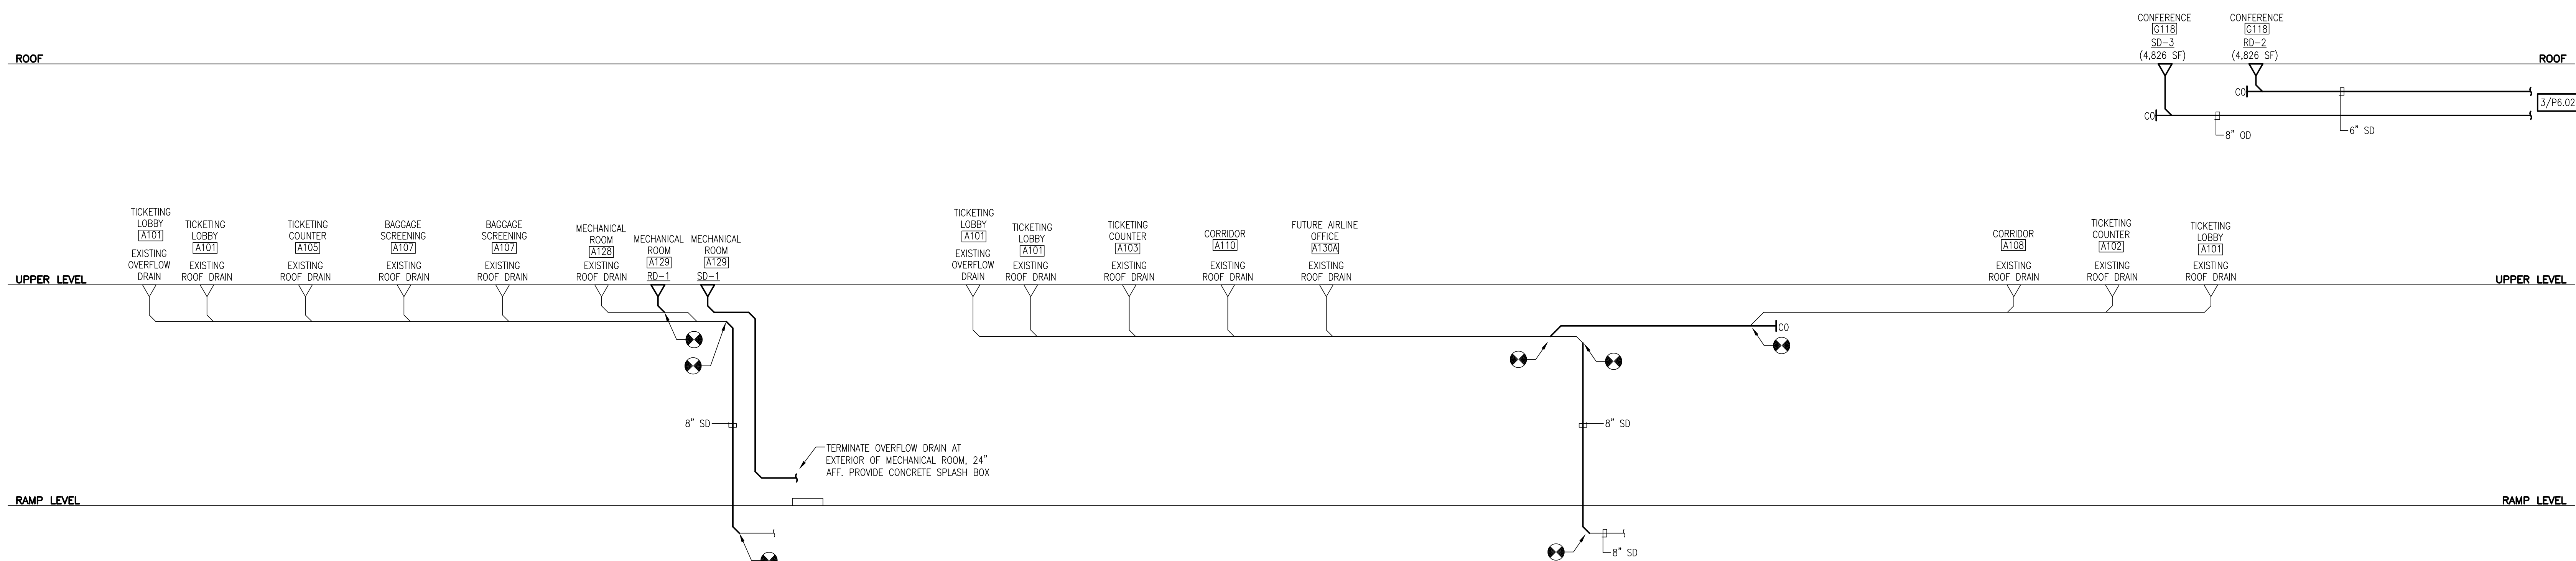 CONFERENCE
G118
SD-3
(4,826 SF)
CONFERENCE
G118
RD-2
(4,826 SF)
ROOF
ROOF
CO
CO
3/P6.02
8" OD
6" SD
TICKETING
LOBBY
A101
EXISTING
OVERFLOW
DRAIN
TICKETING
LOBBY
A101
EXISTING
ROOF DRAIN
TICKETING
COUNTER
A105
EXISTING
ROOF DRAIN
BAGGAGE
SCREENING
A107
EXISTING
ROOF DRAIN
BAGGAGE
SCREENING
A107
EXISTING
ROOF DRAIN
MECHANICAL
ROOM
A128
EXISTING
ROOF DRAIN
MECHANICAL
ROOM
A129
RD-1
MECHANICAL
ROOM
A129
SD-1
TICKETING
LOBBY
A101
EXISTING
OVERFLOW
DRAIN
TICKETING
LOBBY
A101
EXISTING
ROOF DRAIN
TICKETING
COUNTER
A103
EXISTING
ROOF DRAIN
CORRIDOR
A110
EXISTING
ROOF DRAIN
FUTURE AIRLINE
OFFICE
A130A
EXISTING
ROOF DRAIN
CORRIDOR
A108
EXISTING
ROOF DRAIN
TICKETING
COUNTER
A102
EXISTING
ROOF DRAIN
TICKETING
LOBBY
A101
EXISTING
ROOF DRAIN
UPPER LEVEL
UPPER LEVEL
CO
8" SD
8" SD
TERMINATE OVERFLOW DRAIN AT
EXTERIOR OF MECHANICAL ROOM, 24"
AFF. PROVIDE CONCRETE SPLASH BOX
RAMP LEVEL
RAMP LEVEL
8" SD